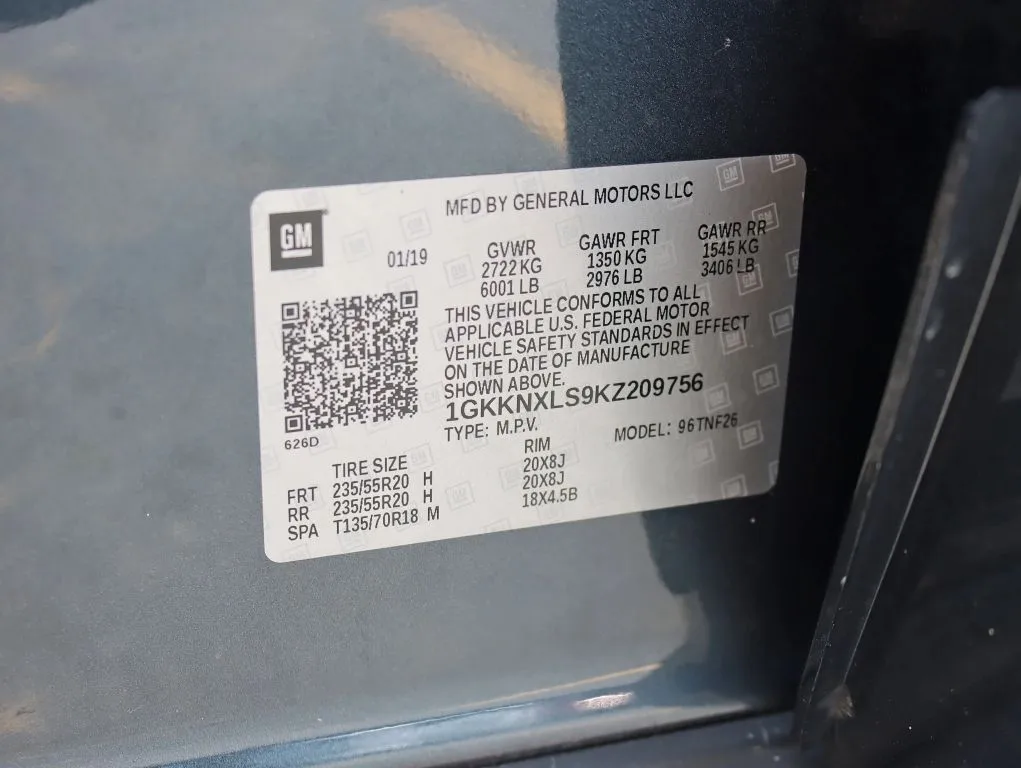 MFD BY GENERAL MOTORS LLC
GM
01/19 GVWR GAWR FRT GAWR RR
2722 KG 1350 KG 1545 KG
6001 LB 2976 LB 3406 LB
THIS VEHICLE CONFORMS TO ALL
APPLICABLE U.S. FEDERAL MOTOR
VEHICLE SAFETY STANDARDS IN EFFECT
ON THE DATE OF MANUFACTURE
SHOWN ABOVE.
1GKKNXLS9KZ209756
626D
TYPE: M.P.V. MODEL: 96TNF26
TIRE SIZE RIM
FRT 235/55R20 H 20X8J
RR 235/55R20 H 20X8J
SPA T135/70R18 M 18X4.5B